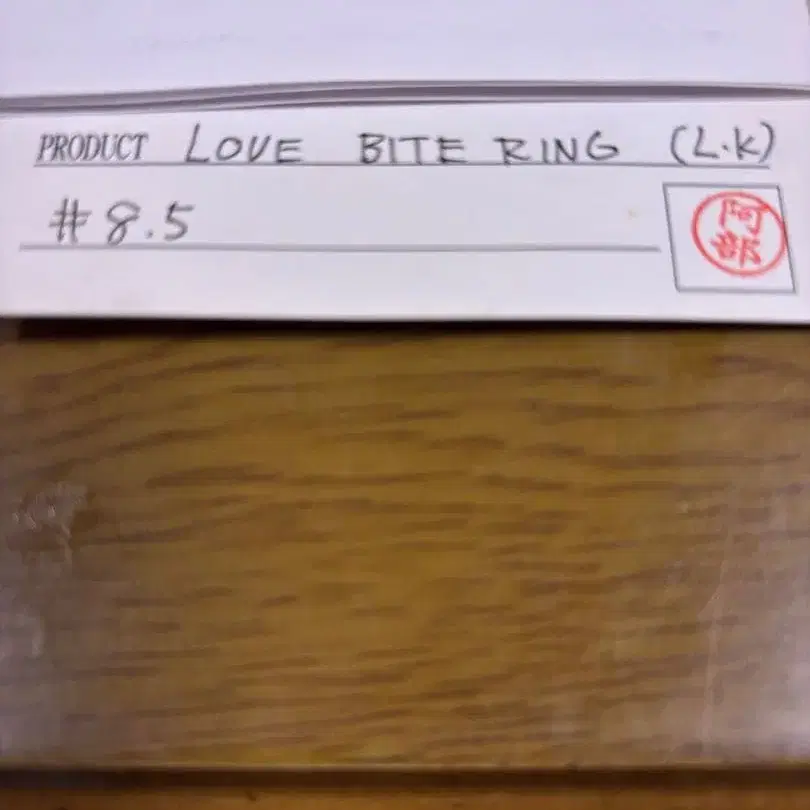 PRODUCT LOVE BITE RING (L.K)
#8.5
阿部